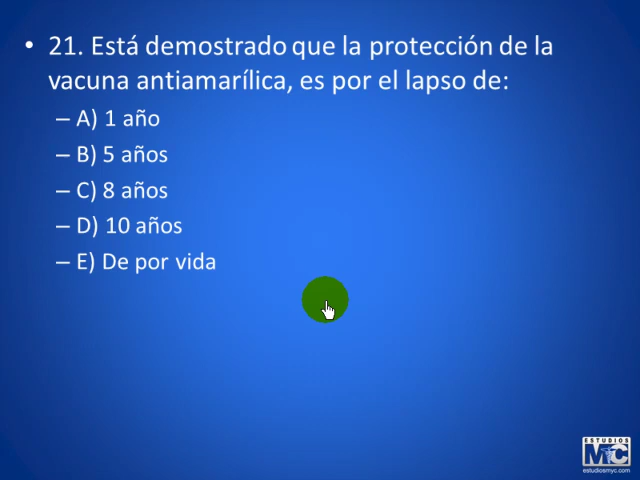 • 21. Está demostrado que la protección de la
vacuna antiamarílica, es por el lapso de:
– A) 1 año
– B) 5 años
– C) 8 años
– D) 10 años
– E) De por vida
ESTUDIOS
MyC
estudiosmyc.com